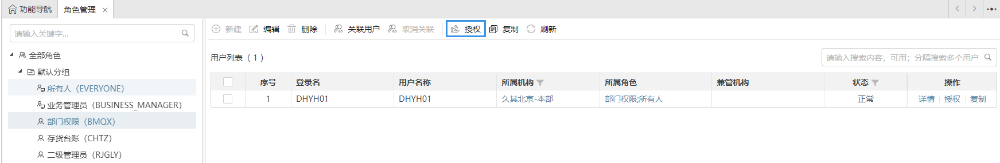 功能导航 角色管理 ×
请输入关键字...
全部角色
默认分组
所有人（EVERYONE）
业务管理员（BUSINESS_MANAGER）
部门权限（BMQX）
存货台账（CHTZ）
二级管理员（RJGLY）
新建 编辑 删除 关联用户 取消关联 授权 复制 刷新
用户列表（ 1 ）
请输入搜索内容，可用；分隔搜索多个用户
序号 登录名 用户名称 所属机构 所属角色 兼管机构 状态 操作
1 DHYH01 DHYH01 久其北京-本部 部门权限;所有人 正常 详情 授权 复制